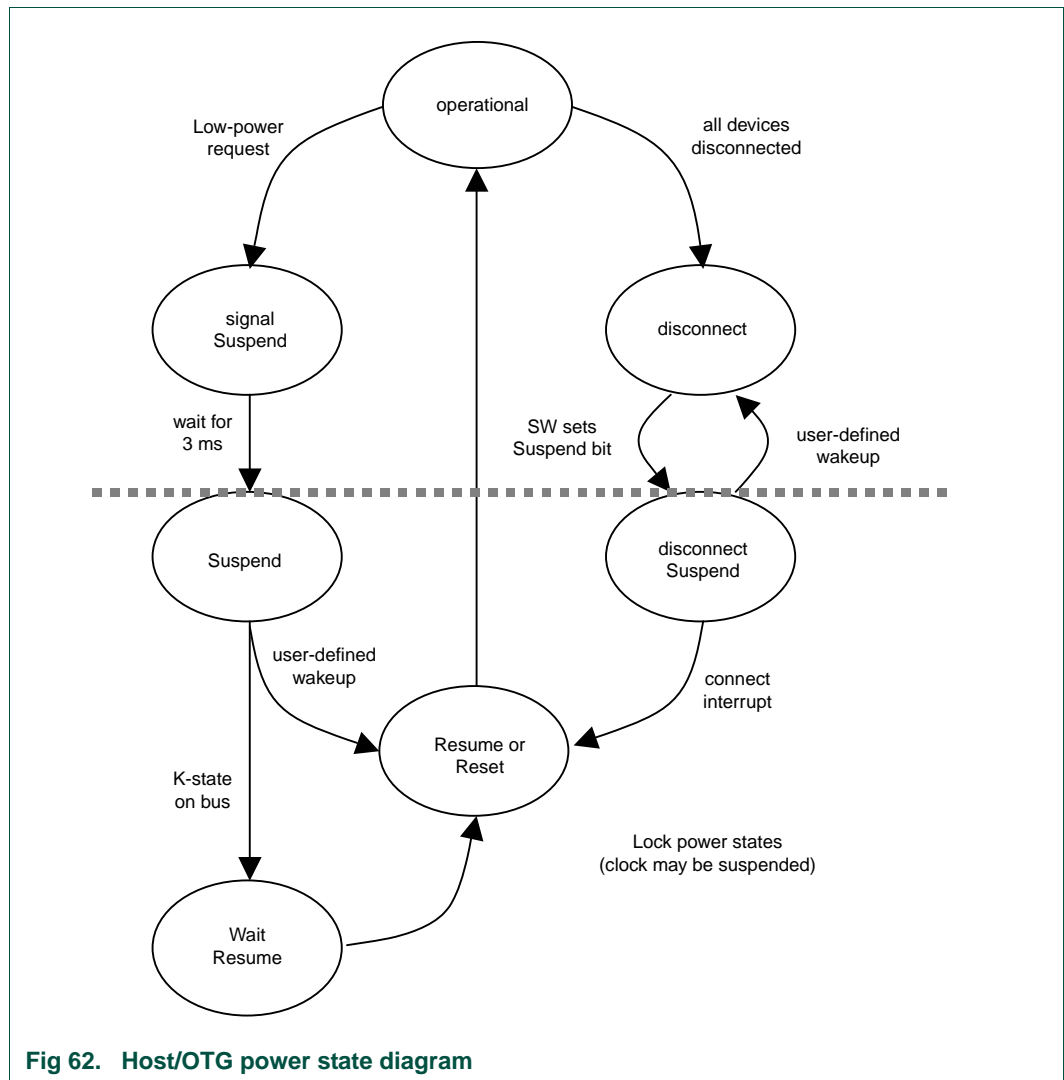 operational
Low-power
request
all devices
disconnected
signal
Suspend
disconnect
wait for
3 ms
SW sets
Suspend bit
user-defined
wakeup
Suspend
disconnect
Suspend
user-defined
wakeup
connect
interrupt
Resume or
Reset
K-state
on bus
Lock power states
(clock may be suspended)
Wait
Resume
Fig 62. Host/OTG power state diagram